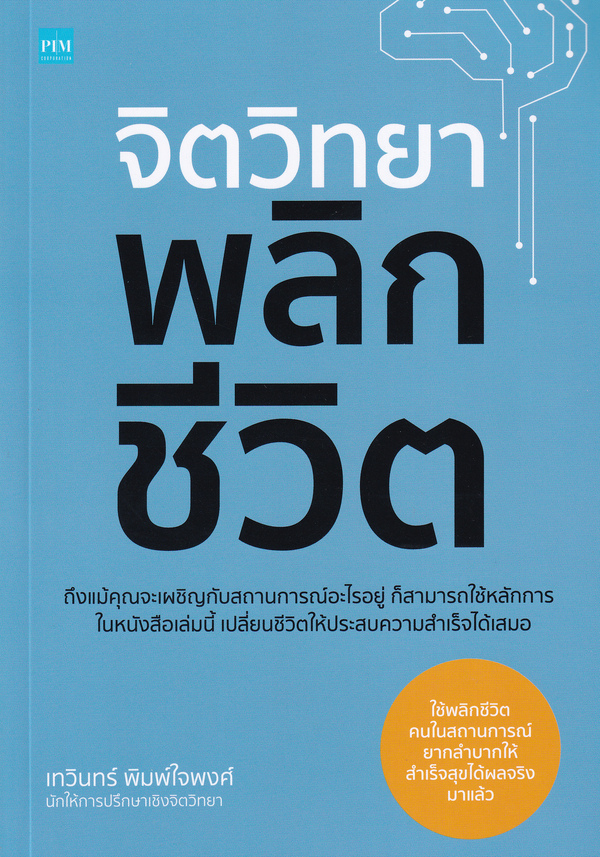 PIM
CORPORATION
จิตวิทยา
พลิก
ชีวิต
ถึงแม้คุณจะเผชิญกับสถานการณ์อะไรอยู่ ก็สามารถใช้หลักการ
ในหนังสือเล่มนี้ เปลี่ยนชีวิตให้ประสบความสำเร็จได้เสมอ
ใช้พลิกชีวิต
คนในสถานการณ์
ยากลำบากให้
สำเร็จสุขได้ผลจริง
มาแล้ว
เทวินทร์ พิมพ์ใจพงศ์
นักให้การปรึกษาเชิงจิตวิทยา